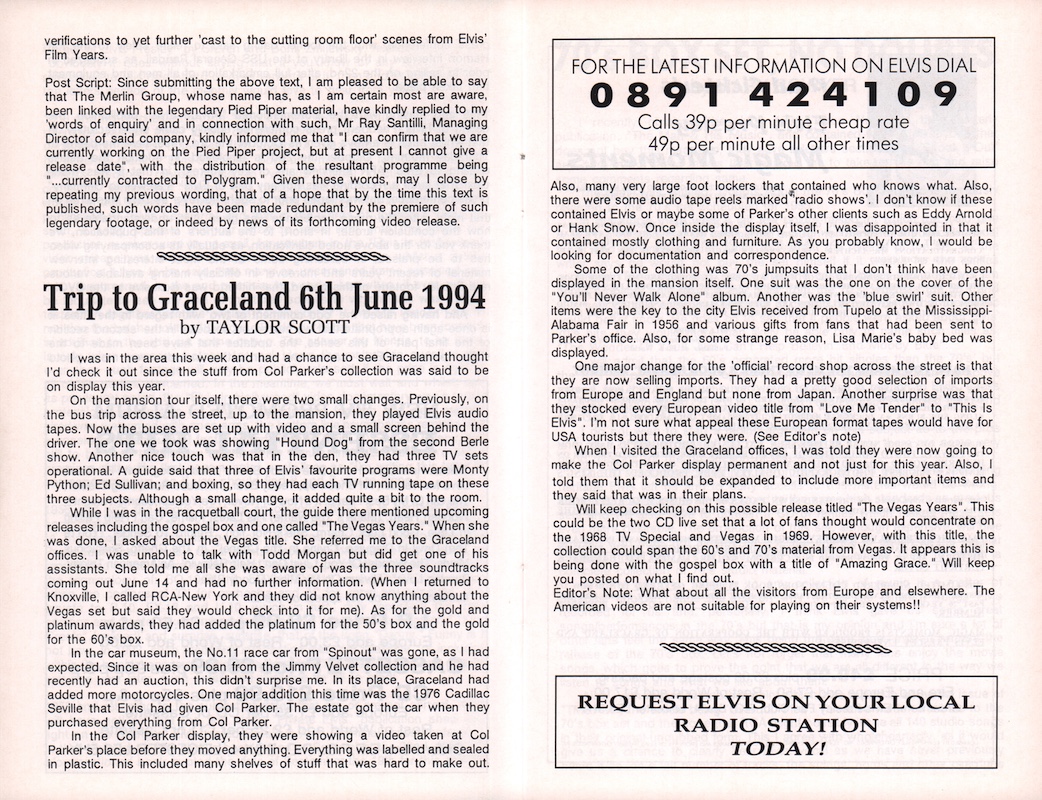 verifications to yet further 'cast to the cutting room floor' scenes from Elvis'
Film Years.
Post Script: Since submitting the above text, I am pleased to be able to say
that The Merlin Group, whose name has, as I am certain most are aware,
been linked with the legendary Pied Piper material, have kindly replied to my
'words of enquiry' and in connection with such, Mr Ray Santilli, Managing
Director of said company, kindly informed me that "I can confirm that we are
currently working on the Pied Piper project, but at present I cannot give a
release date", with the distribution of the resultant programme being
"...currently contracted to Polygram." Given these words, may I close by
repeating my previous wording, that of a hope that by the time this text is
published, such words have been made redundant by the premiere of such
legendary footage, or indeed by news of its forthcoming video release.
Trip to Graceland 6th June 1994
by TAYLOR SCOTT
I was in the area this week and had a chance to see Graceland thought
I'd check it out since the stuff from Col Parker's collection was said to be
on display this year.
On the mansion tour itself, there were two small changes. Previously, on
the bus trip across the street, up to the mansion, they played Elvis audio
tapes. Now the buses are set up with video and a small screen behind the
driver. The one we took was showing "Hound Dog" from the second Berle
show. Another nice touch was that in the den, they had three TV sets
operational. A guide said that three of Elvis' favourite programs were Monty
Python; Ed Sullivan; and boxing, so they had each TV running tape on these
three subjects. Although a small change, it added quite a bit to the room.
While I was in the racquetball court, the guide there mentioned upcoming
releases including the gospel box and one called "The Vegas Years." When she
was done, I asked about the Vegas title. She referred me to the Graceland
offices. I was unable to talk with Todd Morgan but did get one of his
assistants. She told me all she was aware of was the three soundtracks
coming out June 14 and had no further information. (When I returned to
Knoxville, I called RCA-New York and they did not know anything about the
Vegas set but said they would check into it for me). As for the gold and
platinum awards, they had added the platinum for the 50's box and the gold
for the 60's box.
In the car museum, the No.11 race car from "Spinout" was gone, as I had
expected. Since it was on loan from the Jimmy Velvet collection and he had
recently had an auction, this didn't surprise me. In its place, Graceland had
added more motorcycles. One major addition this time was the 1976 Cadillac
Seville that Elvis had given Col Parker. The estate got the car when they
purchased everything from Col Parker.
In the Col Parker display, they were showing a video taken at Col
Parker's place before they moved anything. Everything was labelled and sealed
in plastic. This included many shelves of stuff that was hard to make out.
FOR THE LATEST INFORMATION ON ELVIS DIAL
0891 424109
Calls 39p per minute cheap rate
49p per minute all other times
Also, many very large foot lockers that contained who knows what. Also,
there were some audio tape reels marked 'radio shows'. I don't know if these
contained Elvis or maybe some of Parker's other clients such as Eddy Arnold
or Hank Snow. Once inside the display itself, I was disappointed in that it
contained mostly clothing and furniture. As you probably know, I would be
looking for documentation and correspondence.
Some of the clothing was 70's jumpsuits that I don't think have been
displayed in the mansion itself. One suit was the one on the cover of the
"You'll Never Walk Alone" album. Another was the 'blue swirl' suit. Other
items were the key to the city Elvis received from Tupelo at the Mississippi-
Alabama Fair in 1956 and various gifts from fans that had been sent to
Parker's office. Also, for some strange reason, Lisa Marie's baby bed was
displayed.
One major change for the 'official' record shop across the street is that
they are now selling imports. They had a pretty good selection of imports
from Europe and England but none from Japan. Another surprise was that
they stocked every European video title from "Love Me Tender" to "This Is
Elvis". I'm not sure what appeal these European format tapes would have for
USA tourists but there they were. (See Editor's note)
When I visited the Graceland offices, I was told they were now going to
make the Col Parker display permanent and not just for this year. Also, I
told them that it should be expanded to include more important items and
they said that was in their plans.
Will keep checking on this possible release titled "The Vegas Years". This
could be the two CD live set that a lot of fans thought would concentrate on
the 1968 TV Special and Vegas in 1969. However, with this title, the
collection could span the 60's and 70's material from Vegas. It appears this is
being done with the gospel box with a title of "Amazing Grace." Will keep
you posted on what I find out.
Editor's Note: What about all the visitors from Europe and elsewhere. The
American videos are not suitable for playing on their systems!!
REQUEST ELVIS ON YOUR LOCAL
RADIO STATION
TODAY!